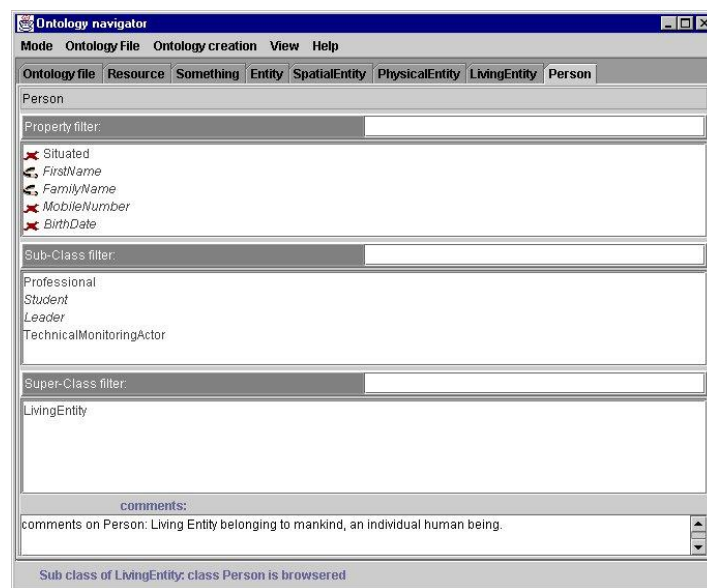 Ontology navigator
Mode Ontology File Ontology creation View Help
Ontology file Resource Something Entity SpatialEntity PhysicalEntity LivingEntity Person
Person
Property filter:
Situated
FirstName
FamilyName
MobileNumber
BirthDate
Sub-Class filter:
Professional
Student
Leader
TechnicalMonitoringActor
Super-Class filter:
LivingEntity
comments:
comments on Person: Living Entity belonging to mankind, an individual human being.
Sub class of LivingEntity: class Person is browsered